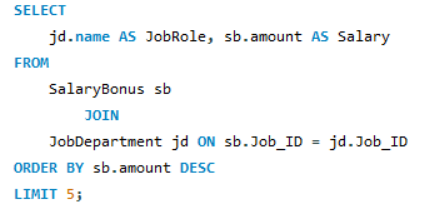 SELECT
jd.name AS JobRole, sb.amount AS Salary
FROM
SalaryBonus sb
JOIN
JobDepartment jd ON sb.Job_ID = jd.Job_ID
ORDER BY sb.amount DESC
LIMIT 5;